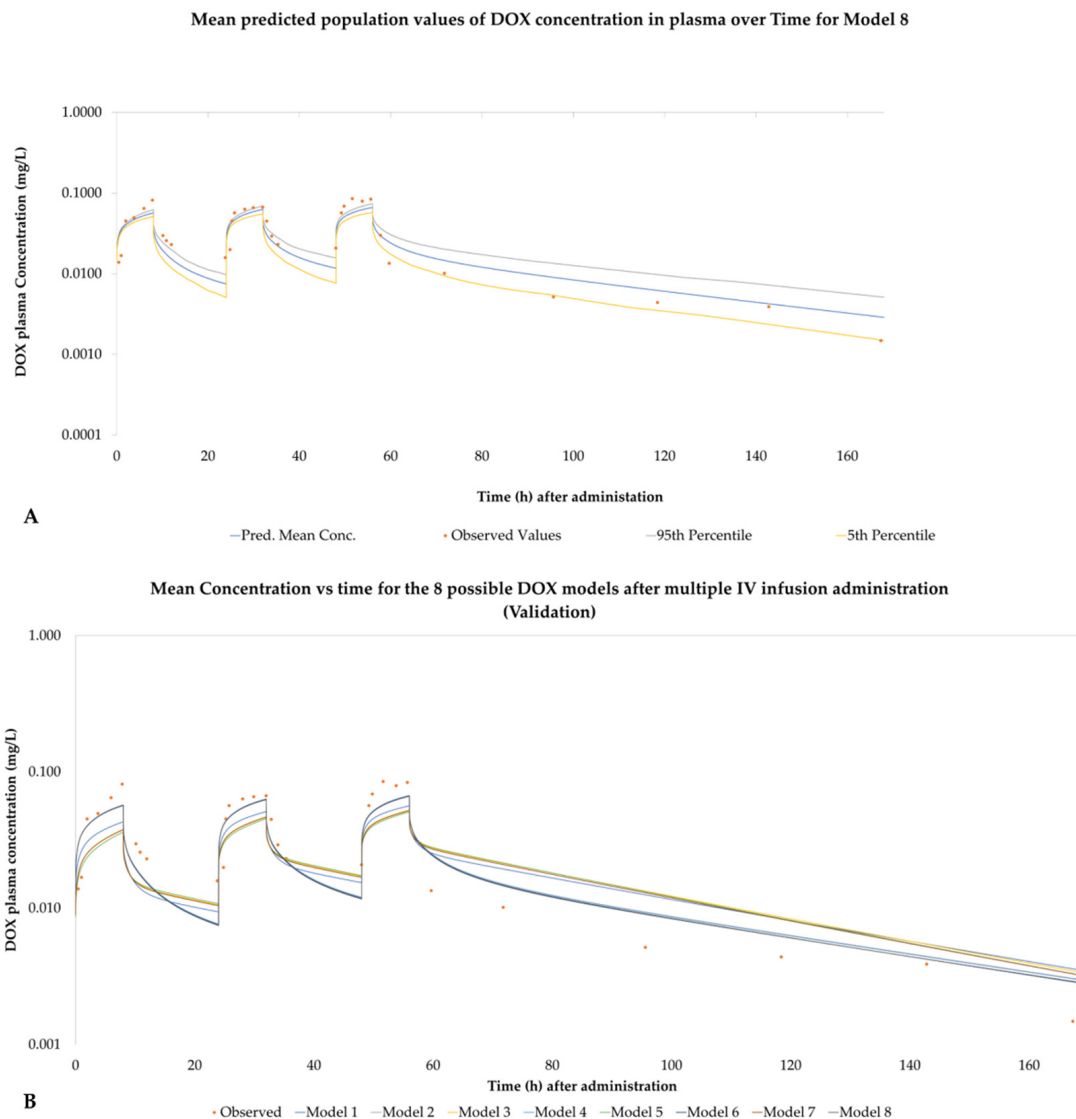 Mean predicted population values of DOX concentration in plasma over Time for Model 8
DOX plasma Concentration (mg/L)
1.0000
0.1000
0.0100
0.0010
0.0001
0 20 40 60 80 100 120 140 160
Time (h) after administation
A
Pred. Mean Conc. Observed Values 95th Percentile 5th Percentile
Mean Concentration vs time for the 8 possible DOX models after multiple IV infusion administration
(Validation)
DOX plasma concentration (mg/L)
1.000
0.100
0.010
0.001
0 20 40 60 80 100 120 140 160
Time (h) after administration
B
Observed Model 1 Model 2 Model 3 Model 4 Model 5 Model 6 Model 7 Model 8